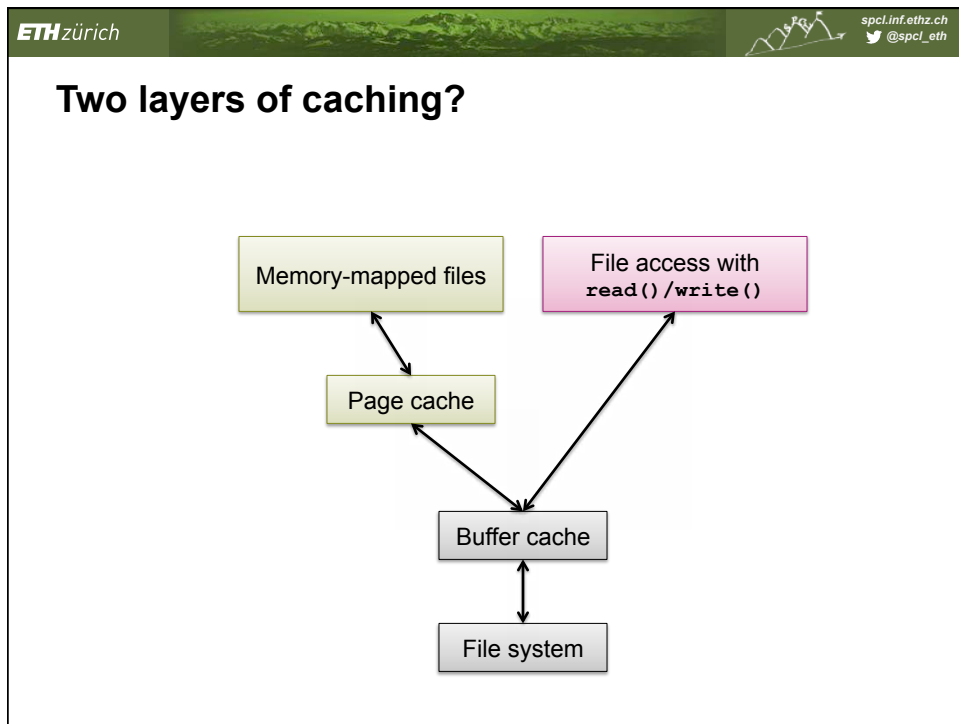 ETH zürich
spcl.inf.ethz.ch
@spcl_eth
Two layers of caching?
Memory-mapped files
File access with
read()/write()
Page cache
Buffer cache
File system